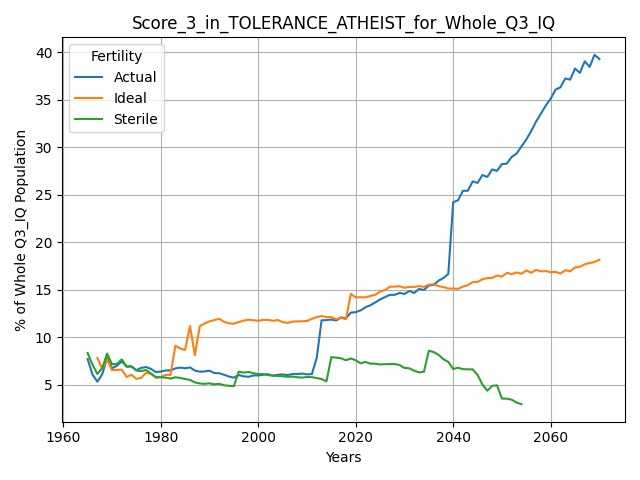 Score_3_in_TOLERANCE_ATHEIST_for_Whole_Q3_IQ
Fertility
Actual
Ideal
Sterile
% of Whole Q3_IQ Population
40
35
30
25
20
15
10
5
1960
1980
2000
2020
2040
2060
Years